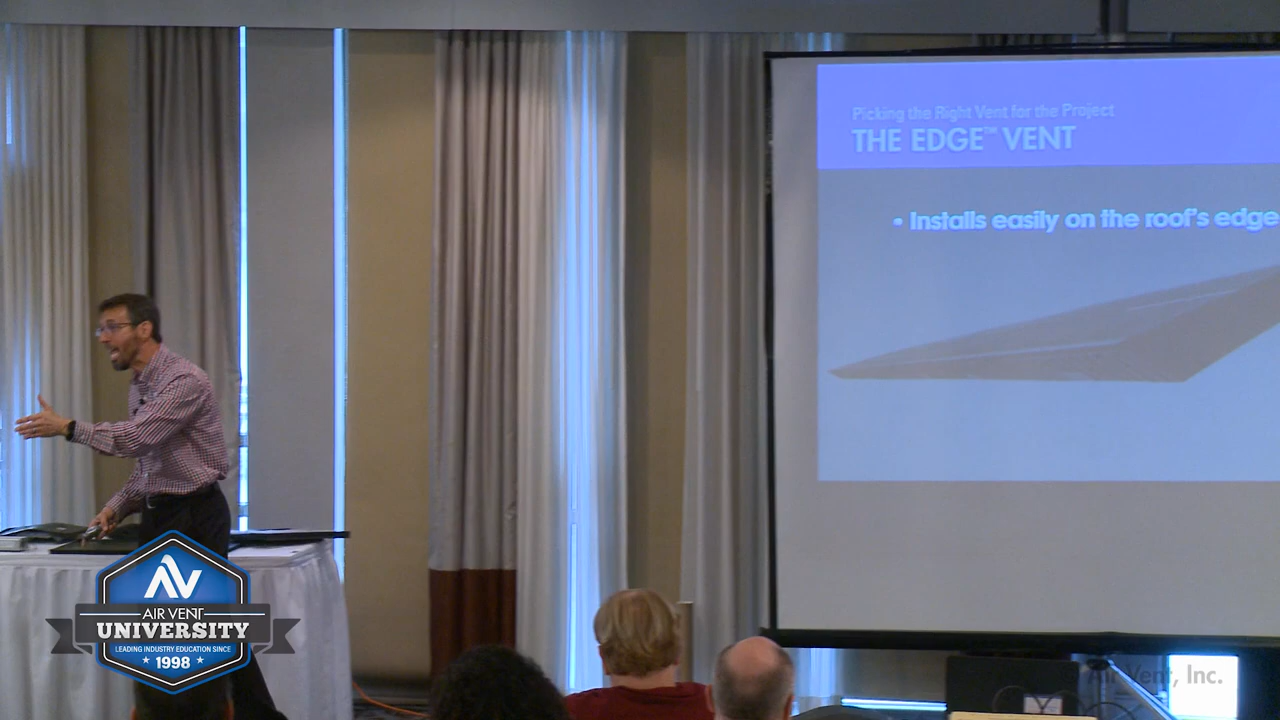 Picking the Right Vent for the Project
THE EDGE™ VENT
• Installs easily on the roof's edge
AV
AIR VENT
UNIVERSITY
LEADING INDUSTRY EDUCATION SINCE
★ 1998 ★
Air Vent, Inc.